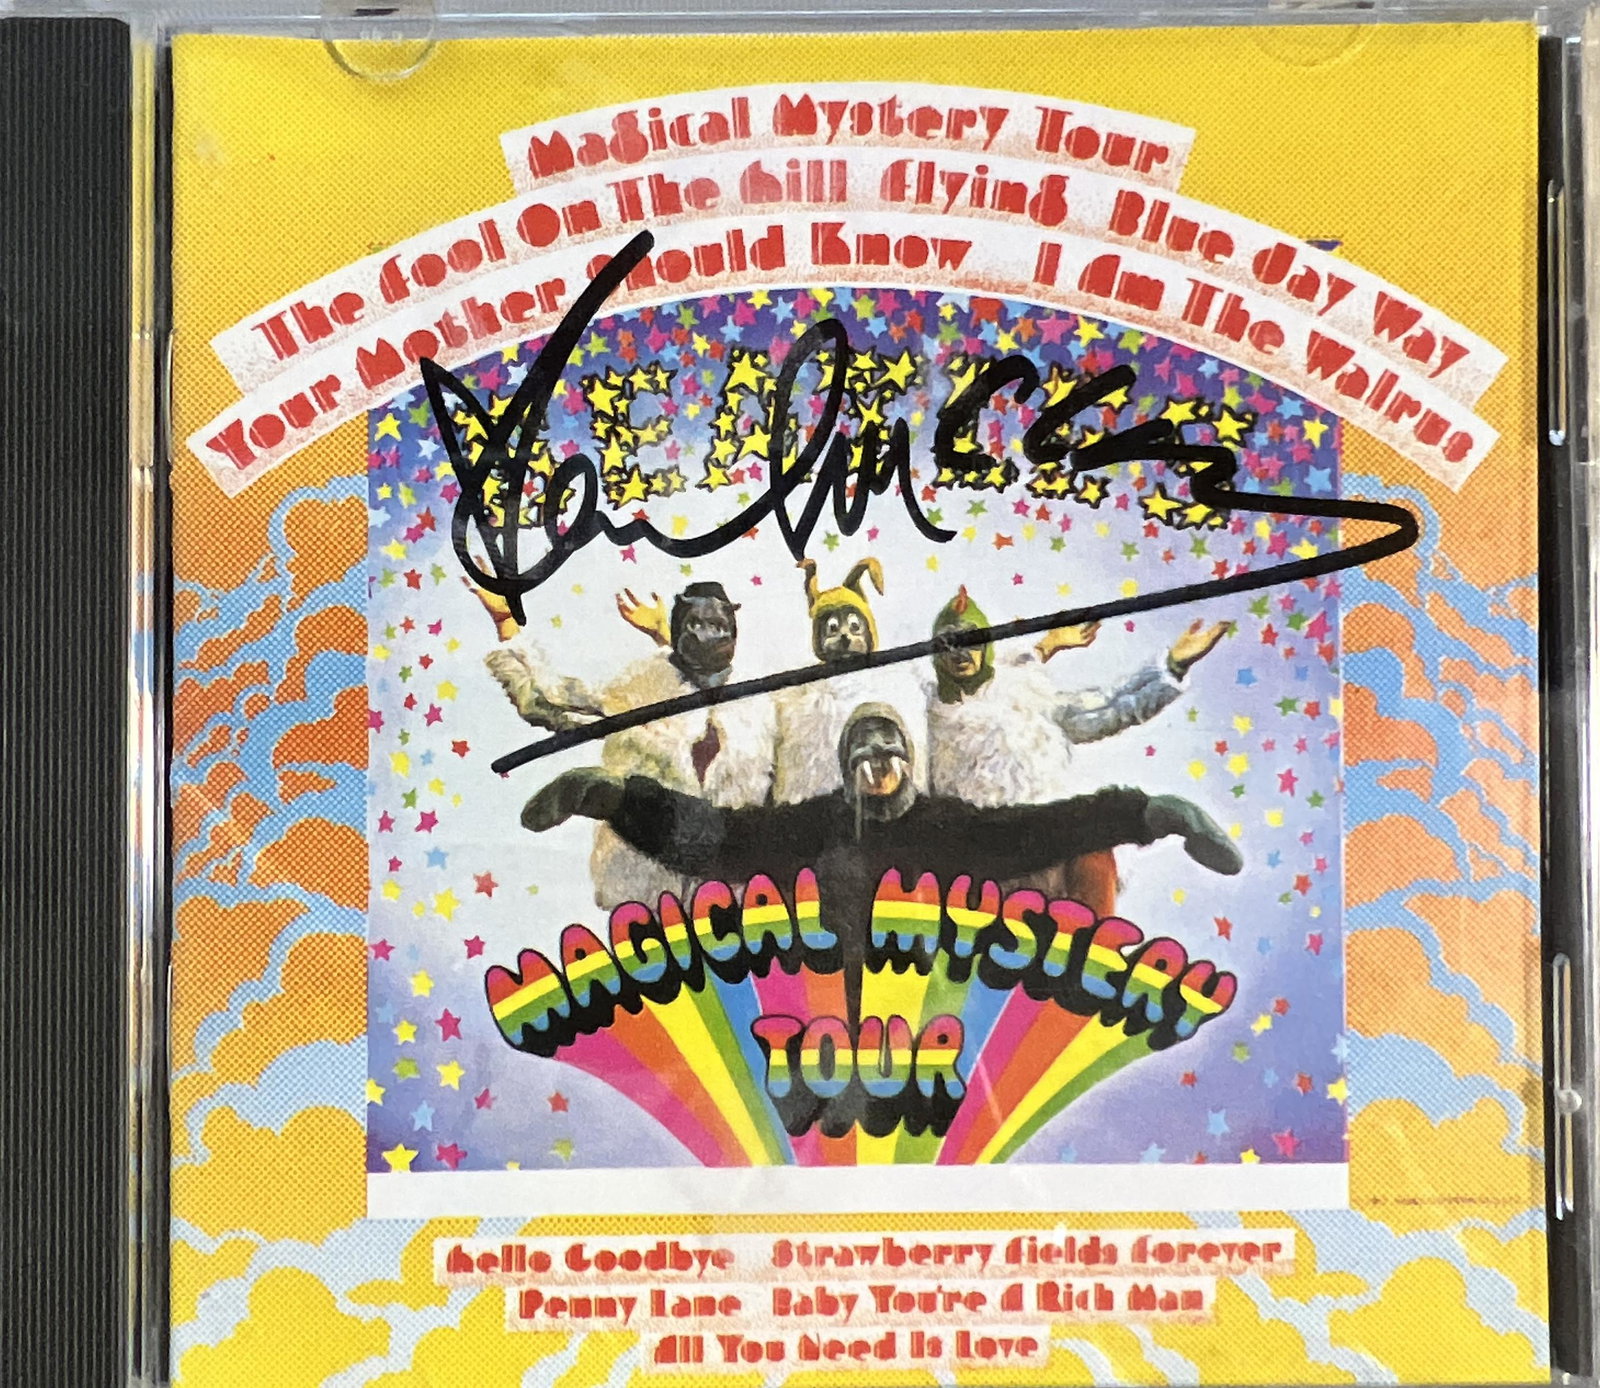 Magical Mystery Tour
The Fool On The Hill Flying Blue Jay Way
Your Mother Should Know I Am The Walrus
BEATLES
MAGICAL MYSTERY
TOUR
Hello Goodbye Strawberry Fields Forever
Penny Lane Baby You're A Rich Man
All You Need Is Love